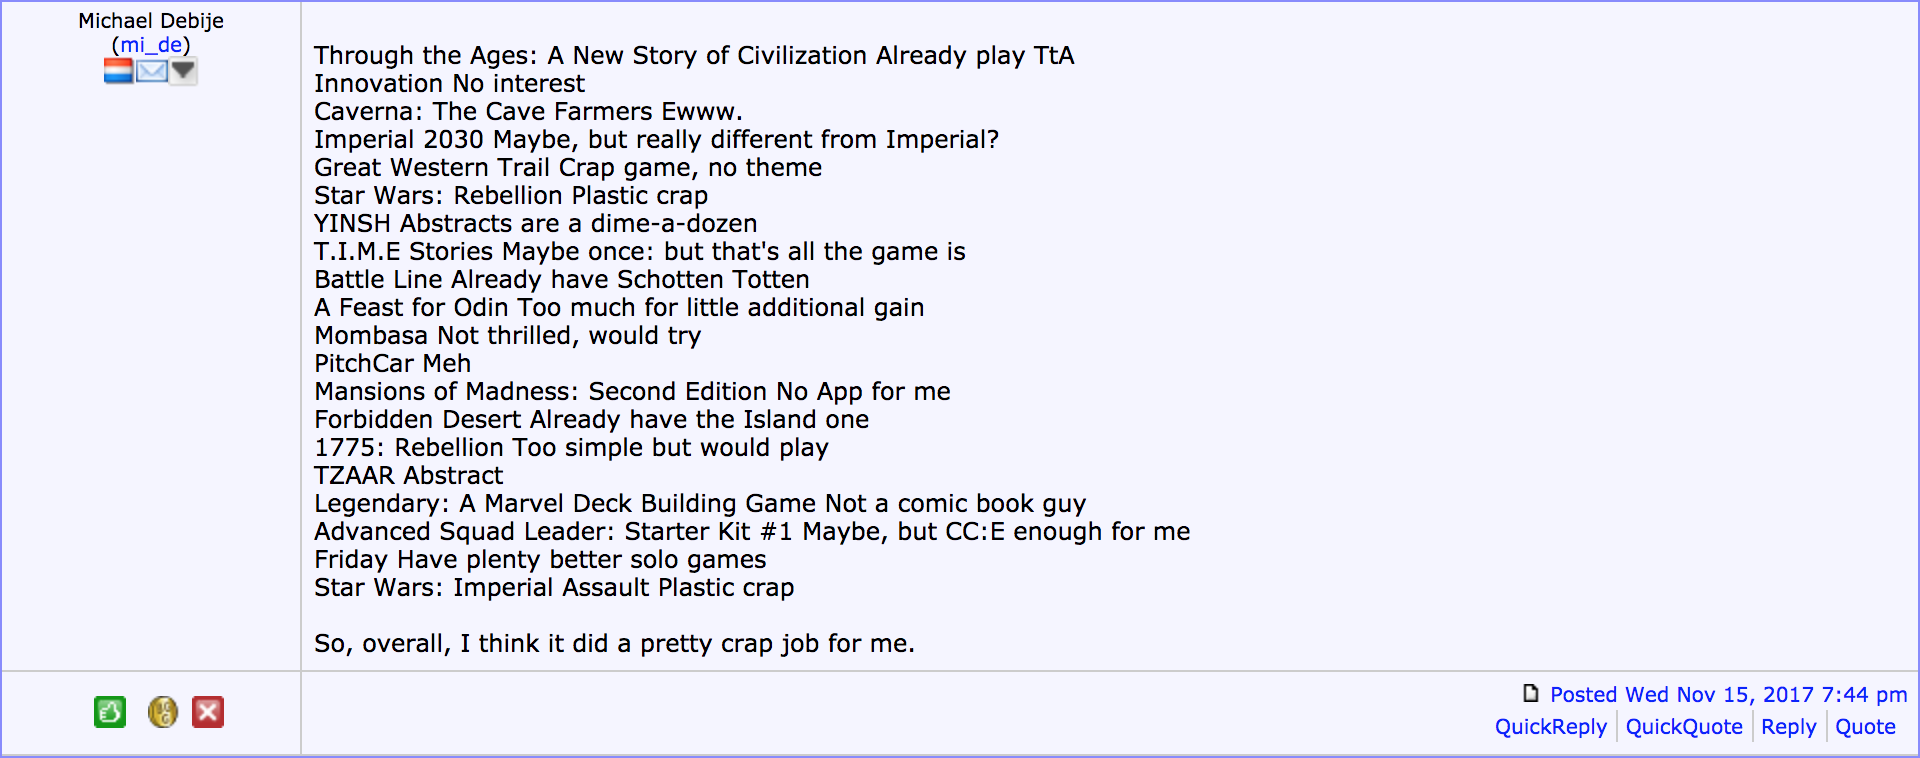 Michael Debije
(mi_de)
Through the Ages: A New Story of Civilization Already play TtA
Innovation No interest
Caverna: The Cave Farmers Ewww.
Imperial 2030 Maybe, but really different from Imperial?
Great Western Trail Crap game, no theme
Star Wars: Rebellion Plastic crap
YINSH Abstracts are a dime-a-dozen
T.I.M.E Stories Maybe once: but that's all the game is
Battle Line Already have Schotten Totten
A Feast for Odin Too much for little additional gain
Mombasa Not thrilled, would try
PitchCar Meh
Mansions of Madness: Second Edition No App for me
Forbidden Desert Already have the Island one
1775: Rebellion Too simple but would play
TZAAR Abstract
Legendary: A Marvel Deck Building Game Not a comic book guy
Advanced Squad Leader: Starter Kit #1 Maybe, but CC:E enough for me
Friday Have plenty better solo games
Star Wars: Imperial Assault Plastic crap
So, overall, I think it did a pretty crap job for me.
Posted Wed Nov 15, 2017 7:44 pm
QuickReply QuickQuote Reply Quote